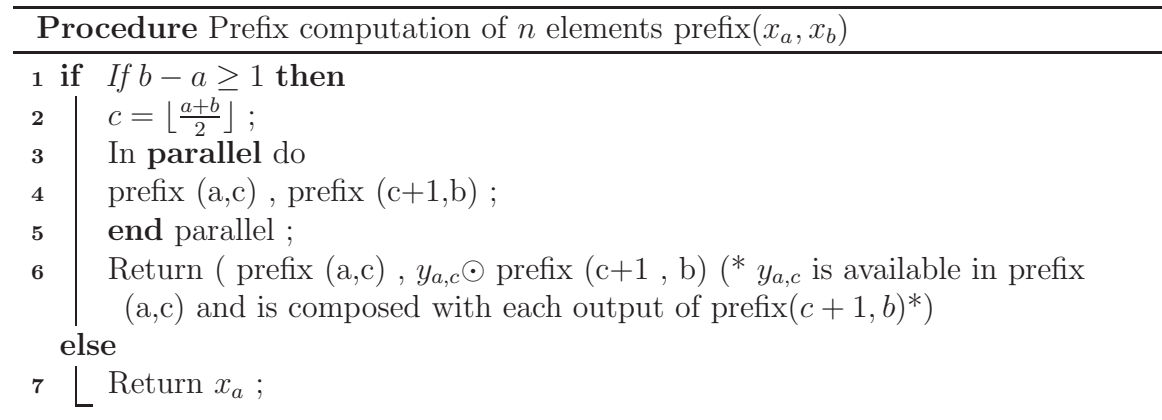 Procedure Prefix computation of n elements prefix(x_a, x_b)
1 if If b − a ≥ 1 then
2 c = ⌊\frac{a+b}{2}⌋ ;
3 In parallel do
4 prefix (a,c) , prefix (c+1,b) ;
5 end parallel ;
6 Return ( prefix (a,c) , y_{a,c}⊙ prefix (c+1 , b) (* y_{a,c} is available in prefix
(a,c) and is composed with each output of prefix(c + 1, b)*)
else
7 Return x_a ;